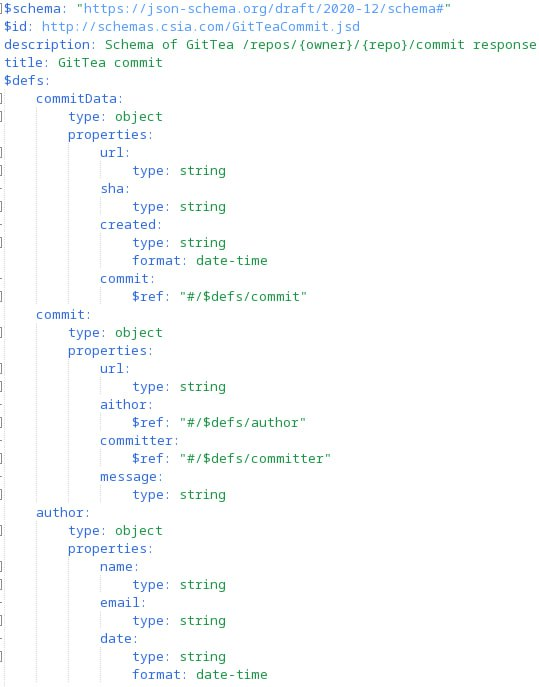 $schema: "https://json-schema.org/draft/2020-12/schema#"
$id: http://schemas.csia.com/GitTeaCommit.jsd
description: Schema of GitTea /repos/{owner}/{repo}/commit response
title: GitTea commit
$defs:
    commitData:
        type: object
        properties:
            url:
                type: string
            sha:
                type: string
            created:
                type: string
                format: date-time
            commit:
                $ref: "#/$defs/commit"
    commit:
        type: object
        properties:
            url:
                type: string
            aithor:
                $ref: "#/$defs/author"
            committer:
                $ref: "#/$defs/committer"
            message:
                type: string
    author:
        type: object
        properties:
            name:
                type: string
            email:
                type: string
            date:
                type: string
                format: date-time